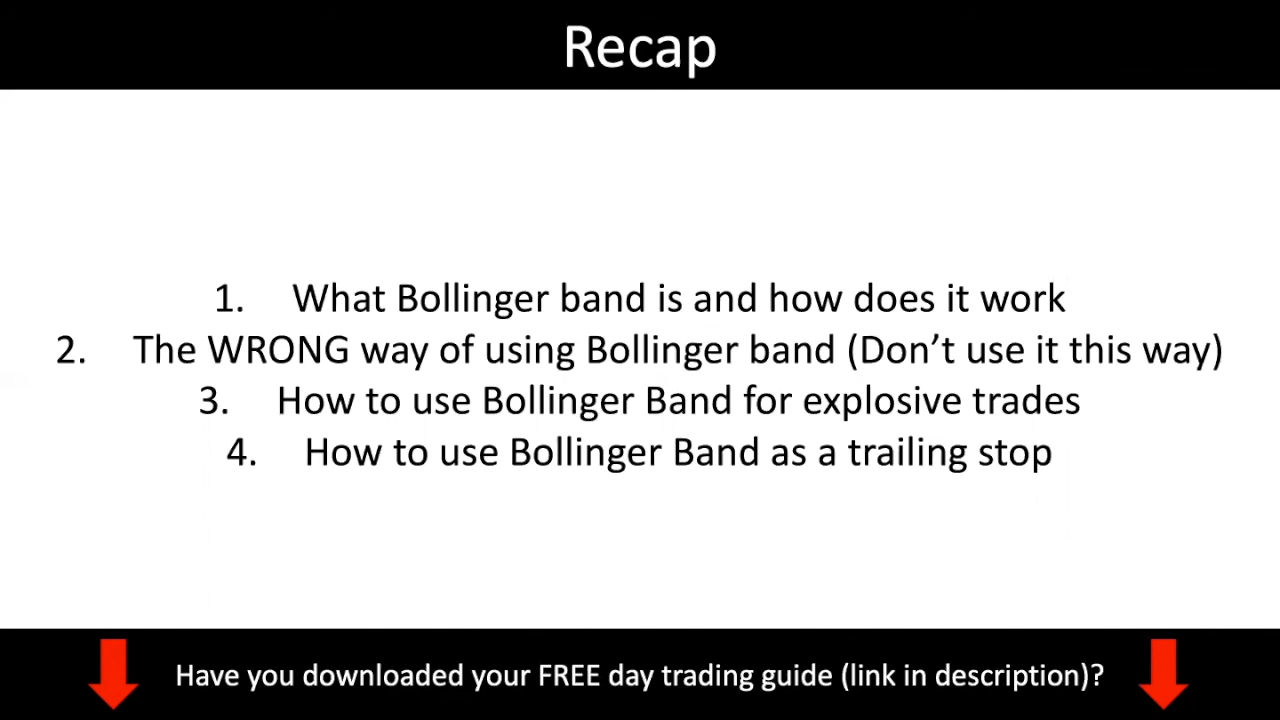 Recap
1. What Bollinger band is and how does it work
2. The WRONG way of using Bollinger band (Don’t use it this way)
3. How to use Bollinger Band for explosive trades
4. How to use Bollinger Band as a trailing stop
Have you downloaded your FREE day trading guide (link in description)?